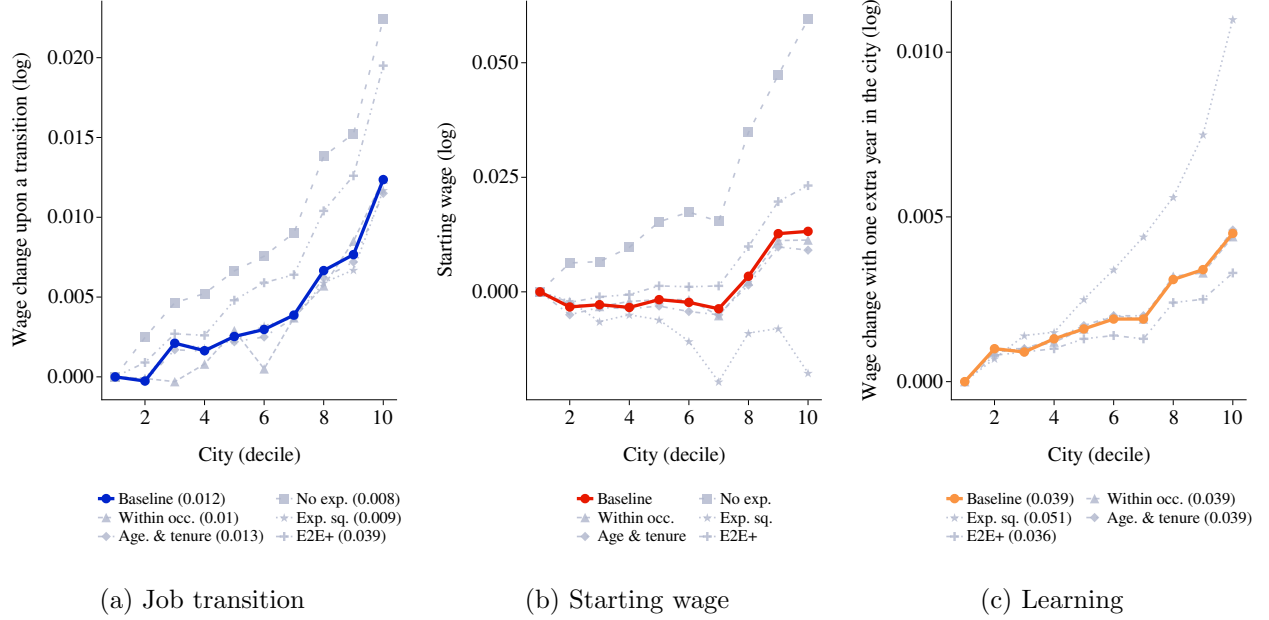 Wage change upon a transition (log)
0.020
0.015
0.010
0.005
0.000
2 4 6 8 10
City (decile)
Baseline (0.012) No exp. (0.008)
Within occ. (0.01) Exp. sq. (0.009)
Age. & tenure (0.013) E2E+ (0.039)
(a) Job transition
Starting wage (log)
0.050
0.025
0.000
2 4 6 8 10
City (decile)
Baseline No exp.
Within occ. Exp. sq.
Age & tenure E2E+
(b) Starting wage
Wage change with one extra year in the city (log)
0.010
0.005
0.000
2 4 6 8 10
City (decile)
Baseline (0.039) Within occ. (0.039)
Exp. sq. (0.051) Age. & tenure (0.039)
E2E+ (0.036)
(c) Learning